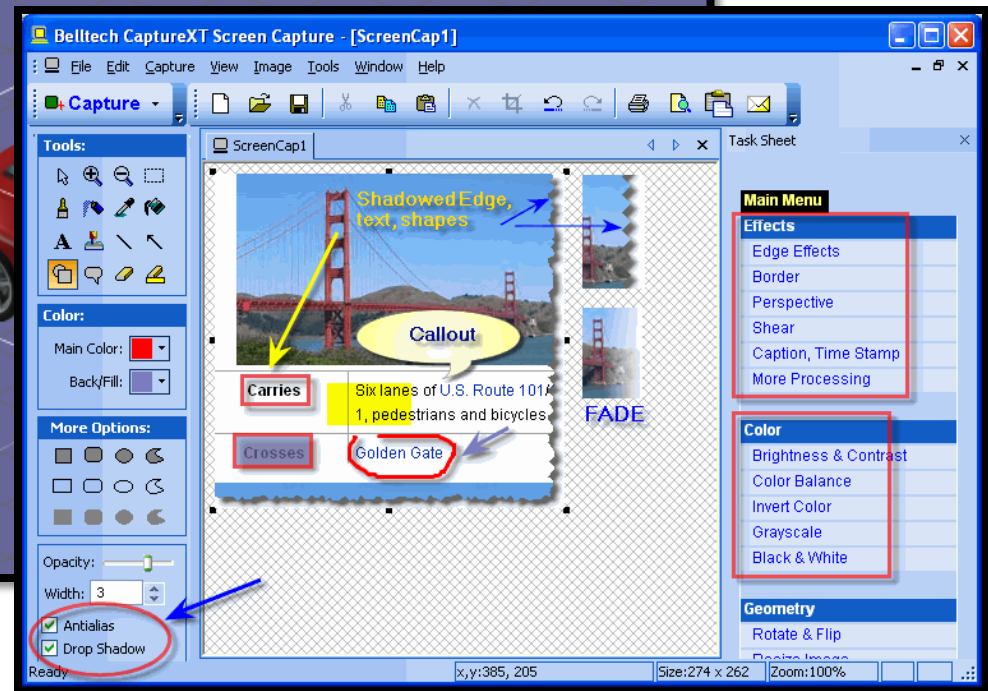 Belltech CaptureXT Screen Capture - [ScreenCap1]
File Edit Capture View Image Tools Window Help
Capture
Tools:
ScreenCap1
Task Sheet
Shadowed Edge,
text, shapes
Callout
Carries
Six lanes of U.S. Route 101/
1, pedestrians and bicycles
Crosses
Golden Gate
FADE
Color:
Main Color:
Back/Fill:
More Options:
Opacity:
Width: 3
Antialias
Drop Shadow
Main Menu
Effects
Edge Effects
Border
Perspective
Shear
Caption, Time Stamp
More Processing
Color
Brightness & Contrast
Color Balance
Invert Color
Grayscale
Black & White
Geometry
Rotate & Flip
Resize Image
Ready
x,y:385, 205
Size:274 x 262
Zoom:100%